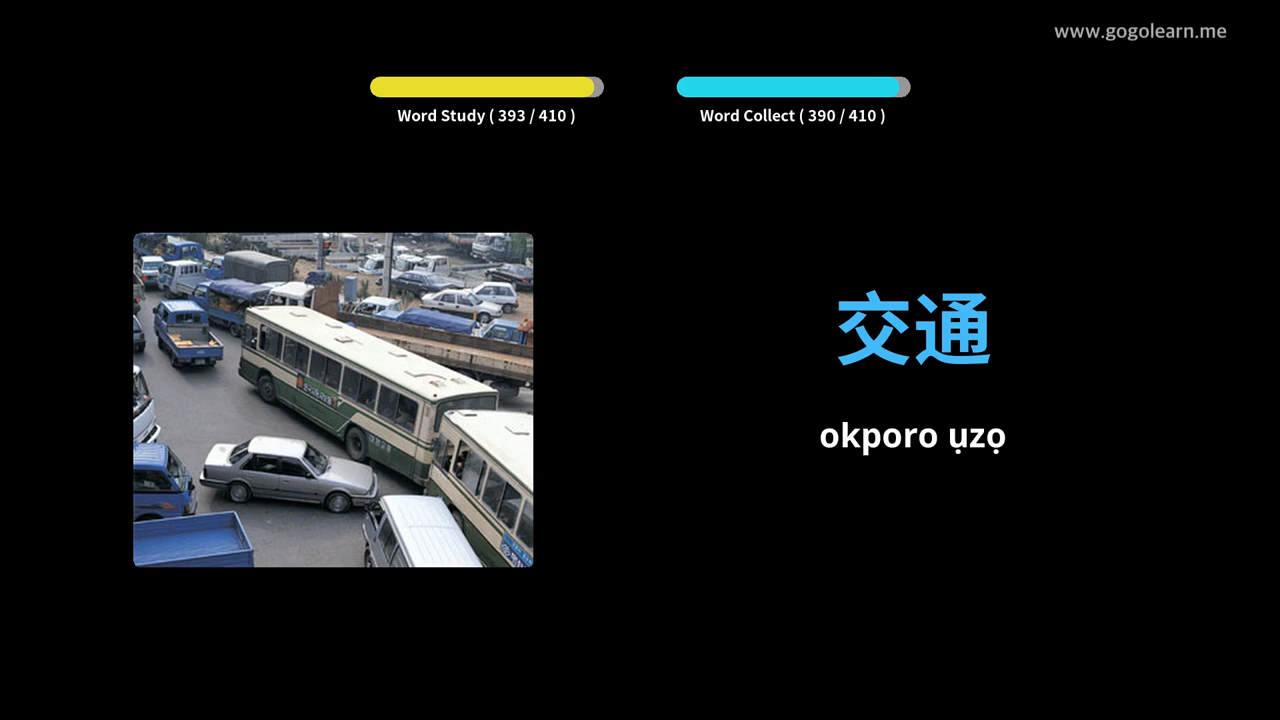 www.gogolearn.me
Word Study ( 393 / 410 )
Word Collect ( 390 / 410 )
交通
okporo ụzọ